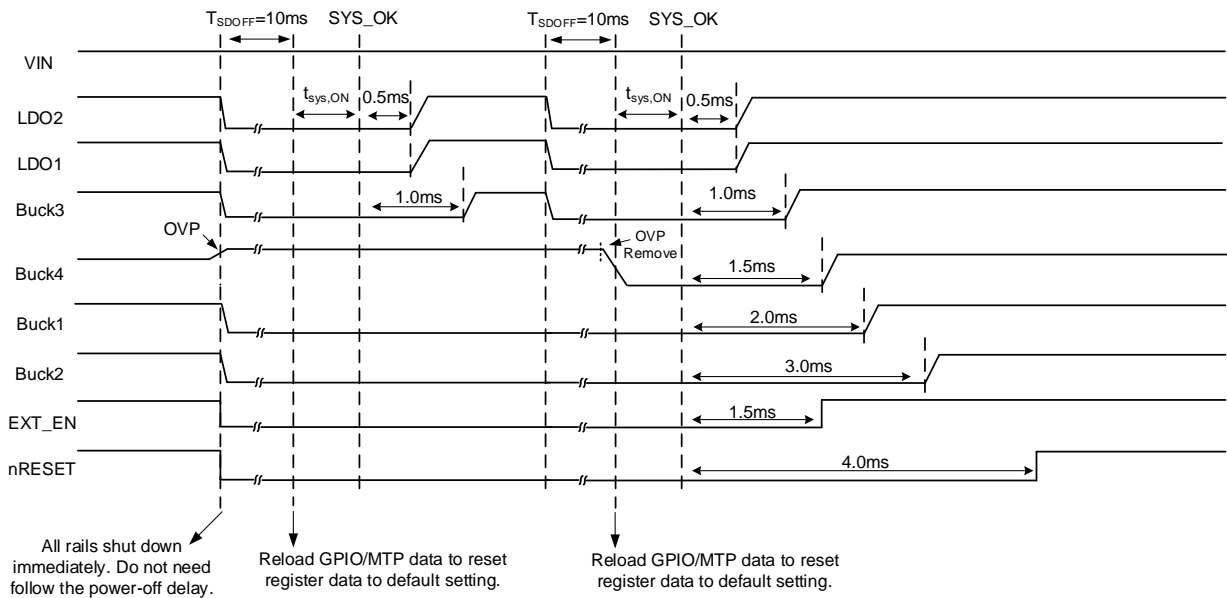 TSDOFF=10ms SYS_OK TSDOFF=10ms SYS_OK
VIN
tsys,ON 0.5ms tsys,ON 0.5ms
LDO2
LDO1
1.0ms 1.0ms
Buck3
OVP OVP
Remove
Buck4 1.5ms
2.0ms
Buck1
3.0ms
Buck2
EXT_EN 1.5ms
nRESET 4.0ms
All rails shut down
immediately. Do not need
follow the power-off delay.
Reload GPIO/MTP data to reset
register data to default setting.
Reload GPIO/MTP data to reset
register data to default setting.